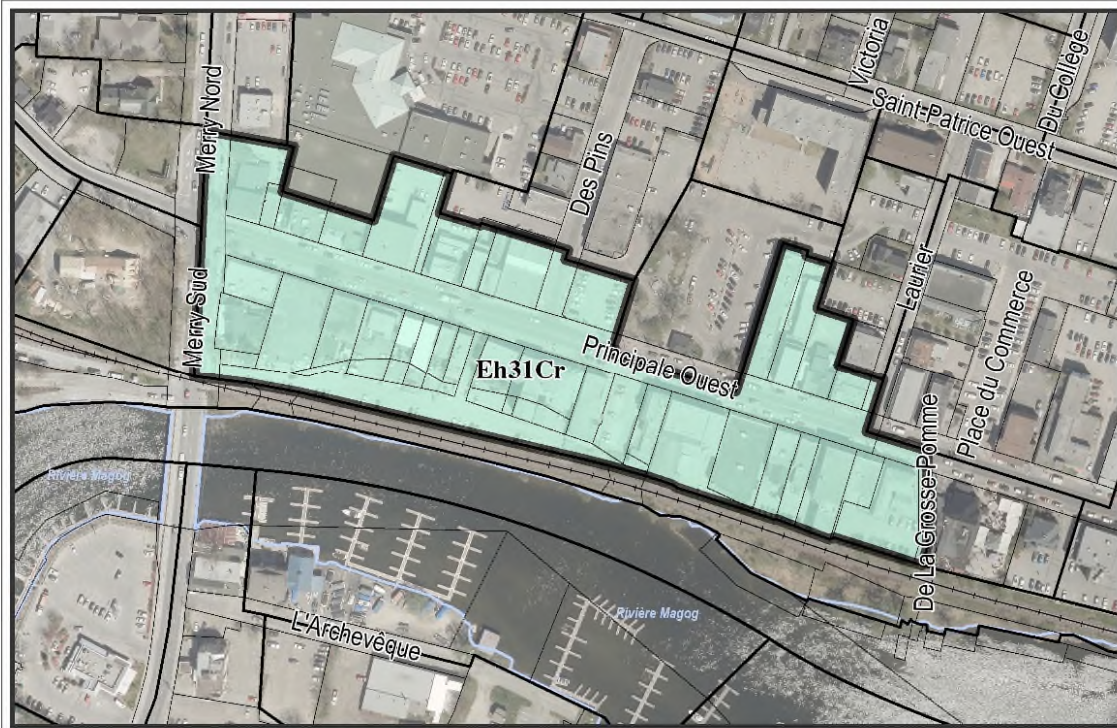 Merry Nord
Victoria
Saint-Patrice Ouest
Du Collège
Des Pins
Laurier
Place du Commerce
Merry Sud
Principale Ouest
Eh31Cr
De La Grosse-Pomme
Rivière Magog
Rivière Magog
L'Archevêque